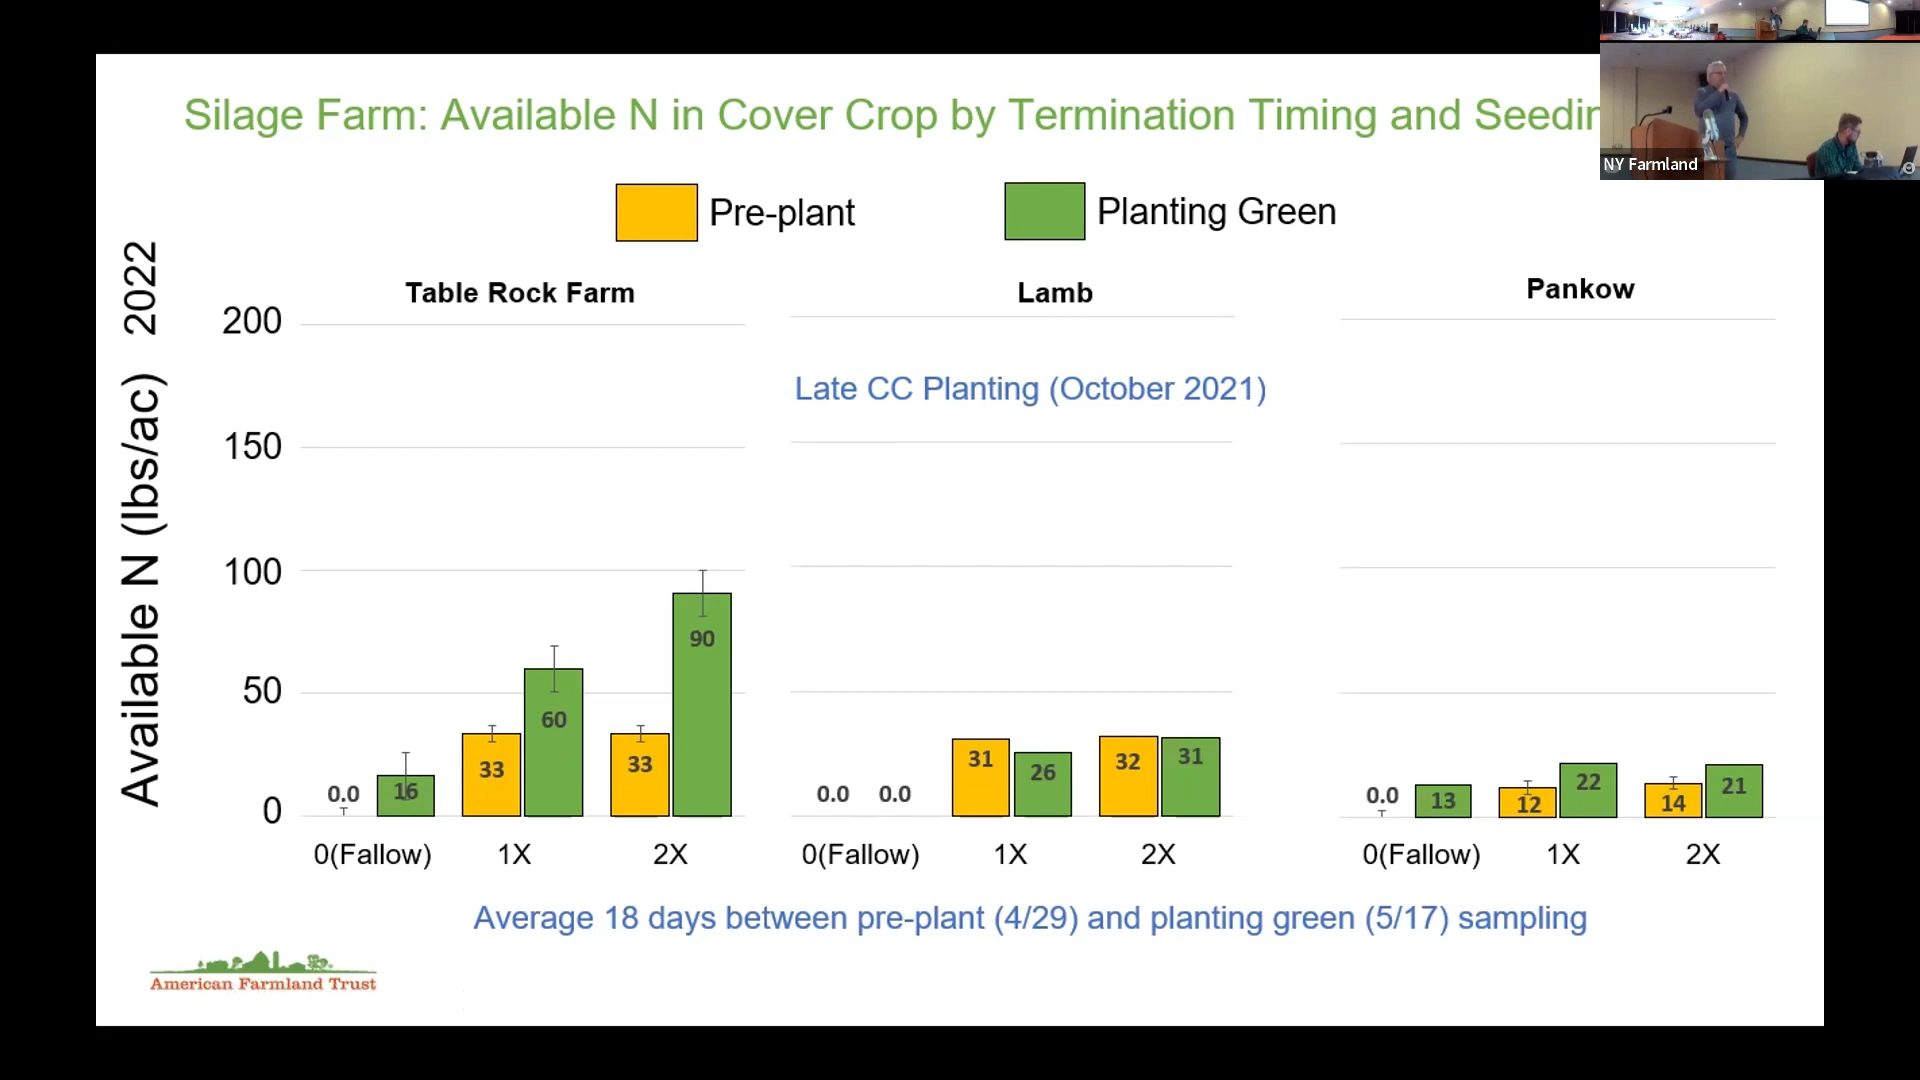 Silage Farm: Available N in Cover Crop by Termination Timing and
NY Farmland
Pre-plant
Planting Green
Available N (lbs/ac) 2022
Table Rock Farm
Lamb
Pankow
Late CC Planting (October 2021)
200
150
100
50
0
0.0 16 33 60 33 90
0.0 0.0 31 26 32 31
0.0 13 12 22 14 21
0(Fallow) 1X 2X
0(Fallow) 1X 2X
0(Fallow) 1X 2X
Average 18 days between pre-plant (4/29) and planting green (5/17) sampling
American Farmland Trust